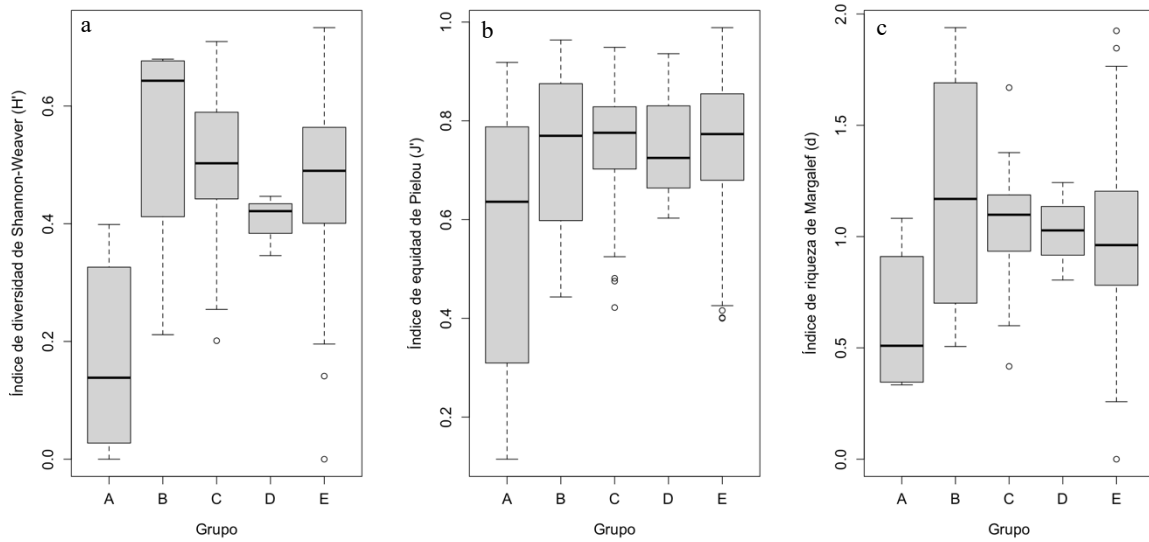 a
Índice de diversidad de Shannon-Weaver (H')
0.0
0.2
0.4
0.6
A B C D E
Grupo
b
Índice de equidad de Pielou (J')
0.2
0.4
0.6
0.8
1.0
A B C D E
Grupo
c
Índice de riqueza de Margalef (d)
0.0
0.5
1.0
1.5
2.0
A B C D E
Grupo